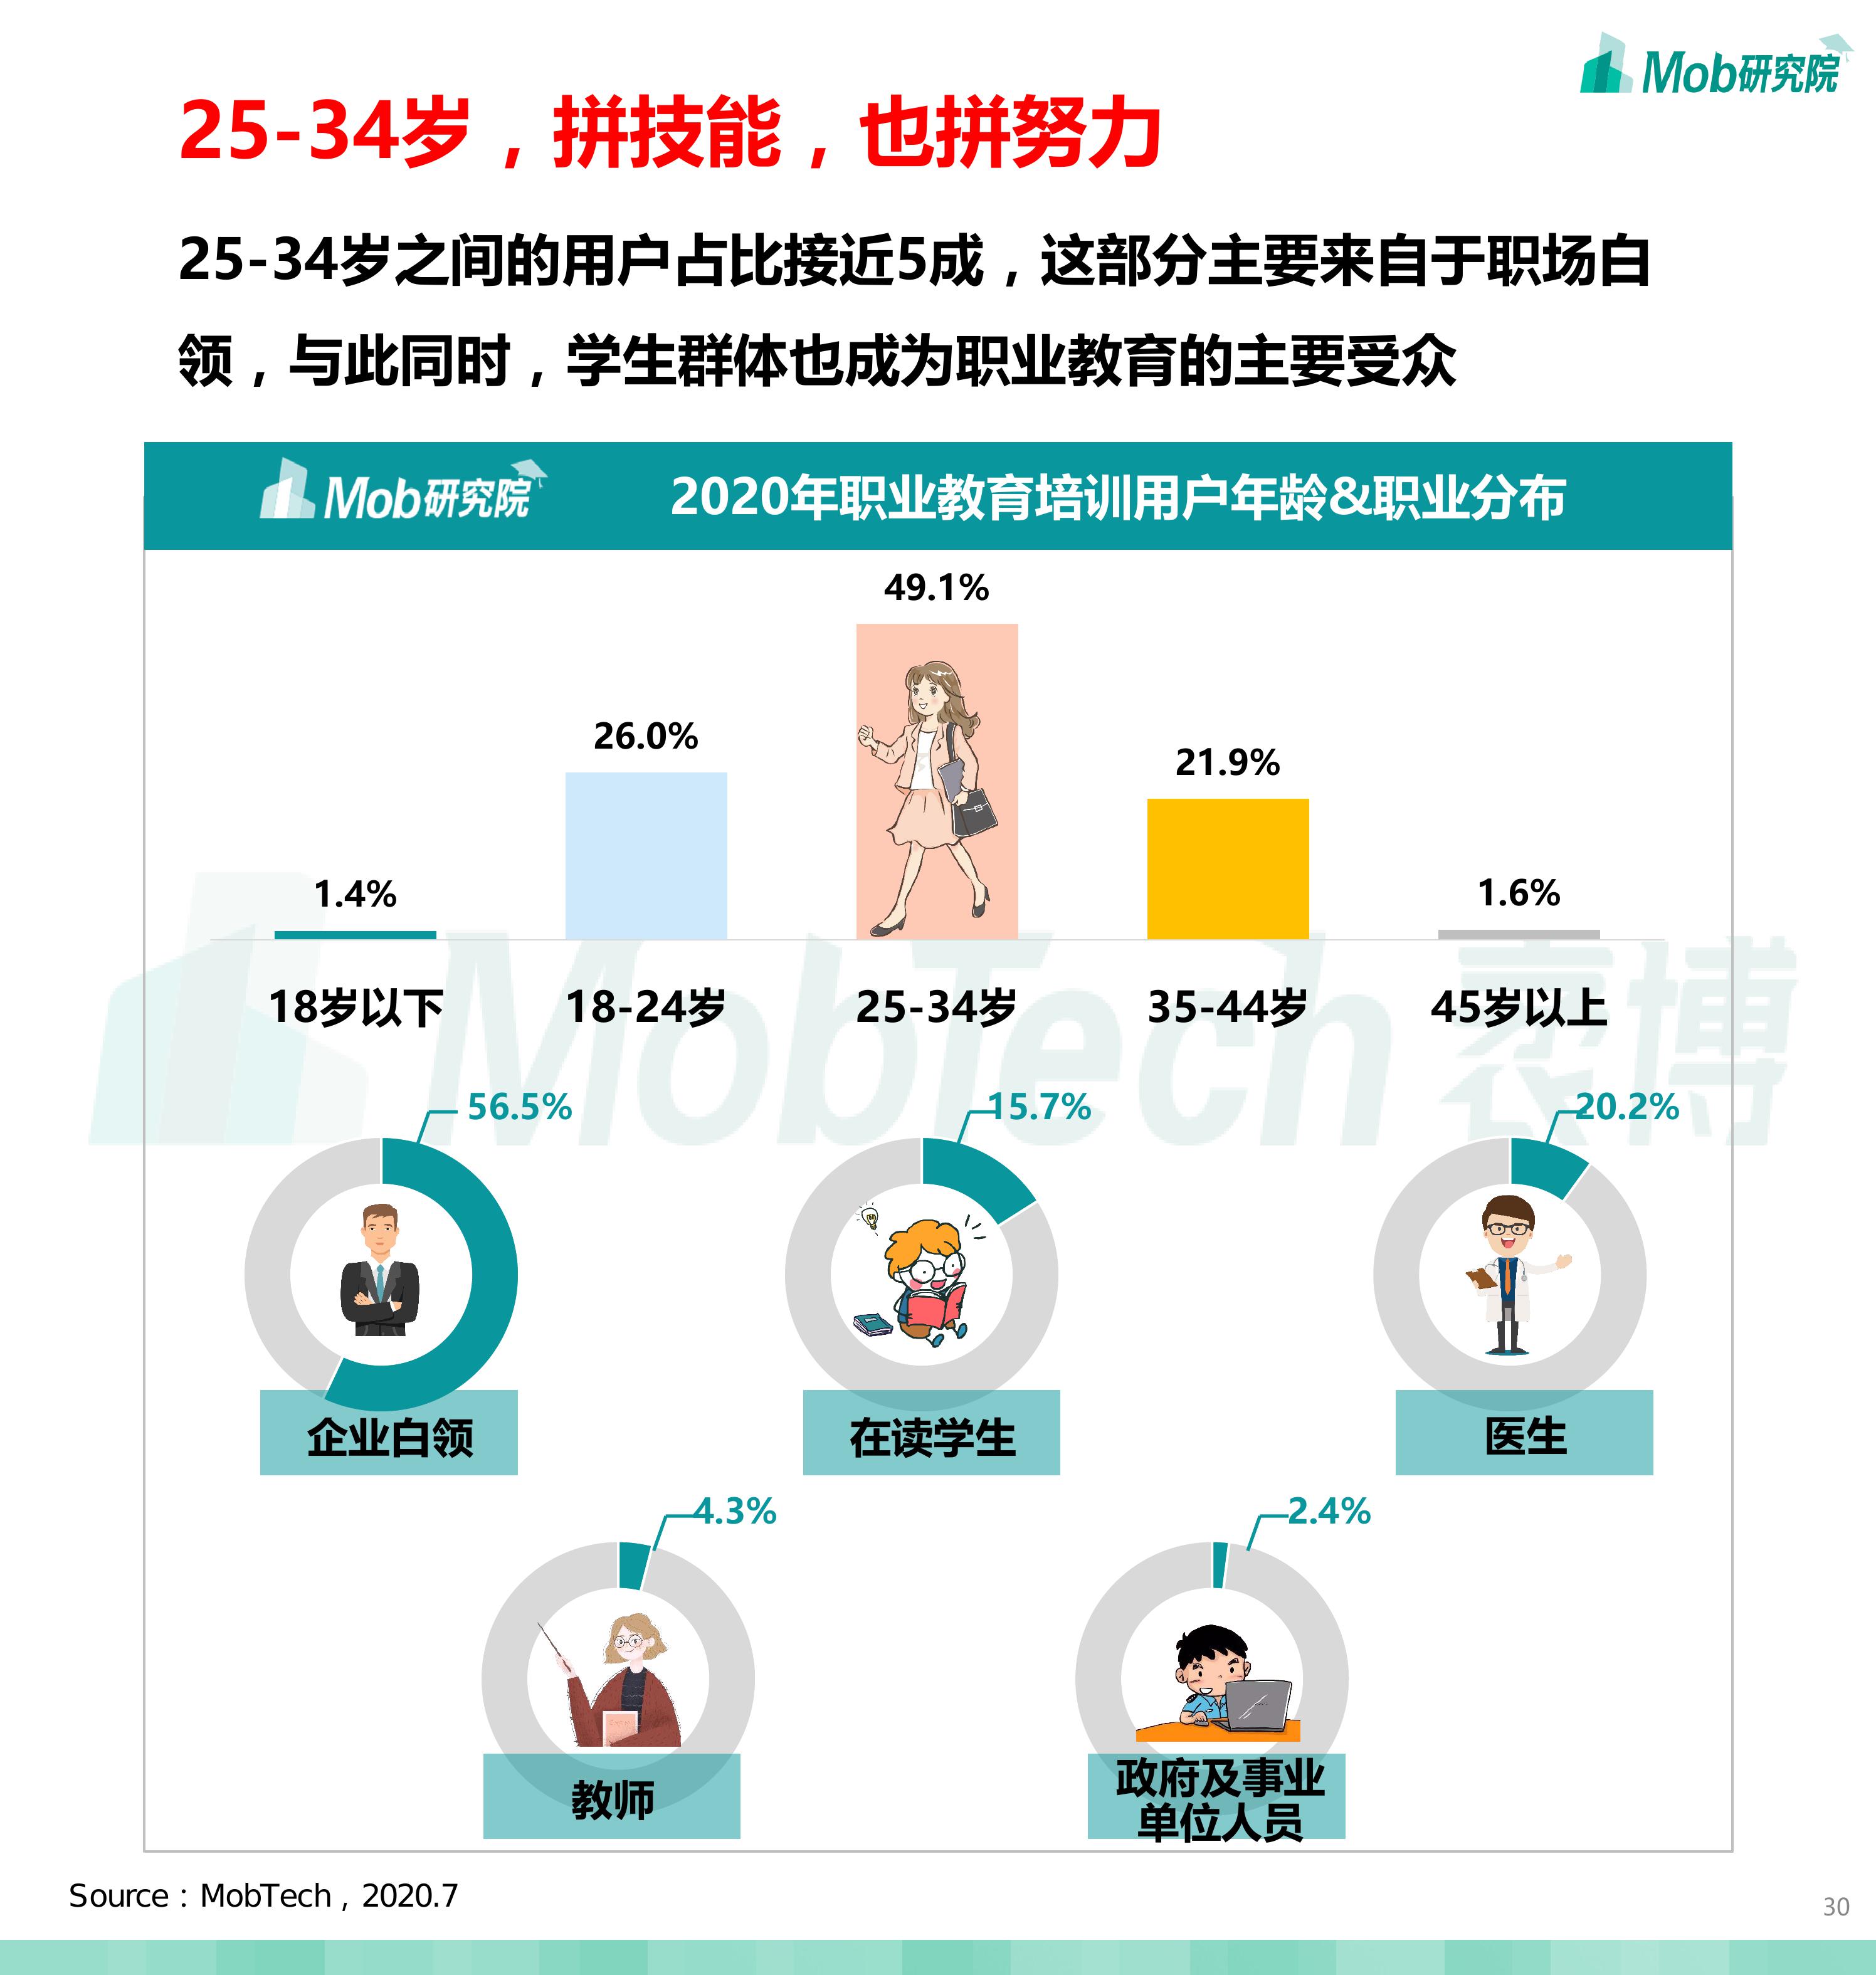 Mob研究院
25-34岁，拼技能，也拼努力
25-34岁之间的用户占比接近5成，这部分主要来自于职场白
领，与此同时，学生群体也成为职业教育的主要受众
Mob研究院
2020年职业教育培训用户年龄&职业分布
49.1%
26.0%
21.9%
1.4%
1.6%
18岁以下
18-24岁
25-34岁
35-44岁
45岁以上
MobTech 袤博
56.5%
15.7%
20.2%
企业白领
在读学生
医生
4.3%
2.4%
教师
政府及事业
单位人员
Source：MobTech，2020.7
30